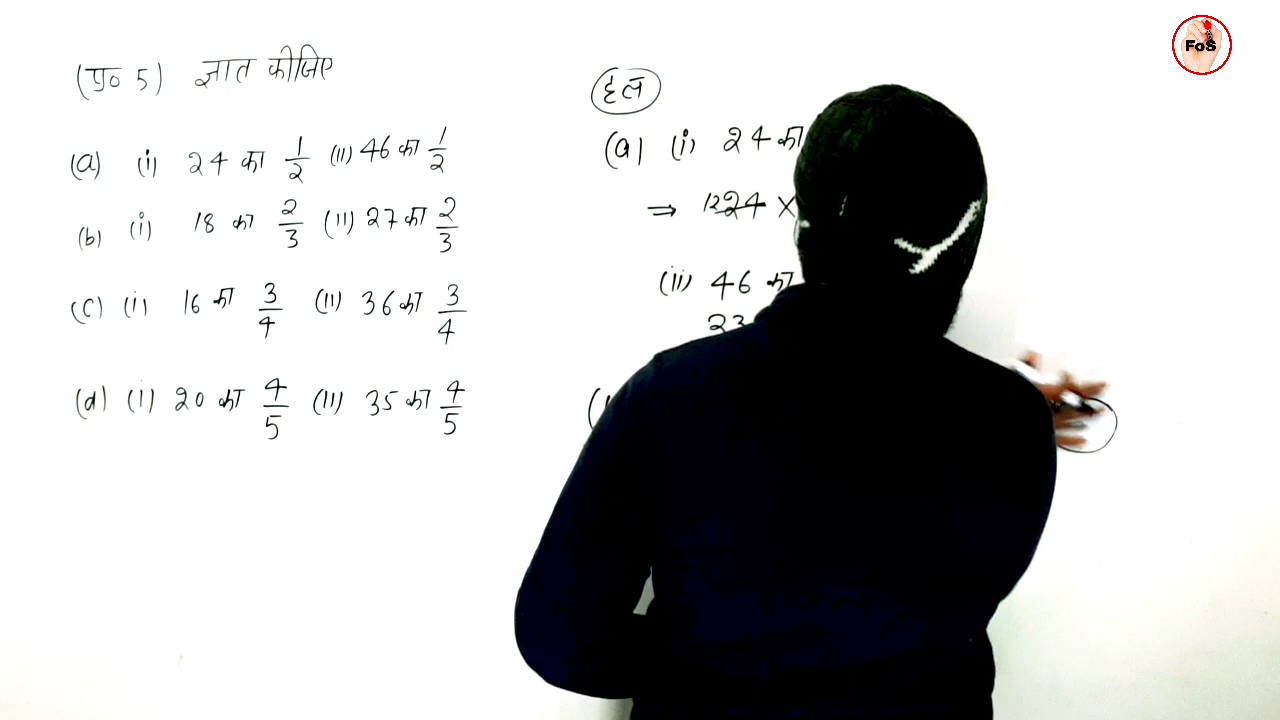 (प्र० 5) ज्ञात कीजिए
(a) (i) 24 का 1/2 (ii) 46 का 1/2
(b) (i) 18 का 2/3 (ii) 27 का 2/3
(c) (i) 16 का 3/4 (ii) 36 का 3/4
(d) (i) 20 का 4/5 (ii) 35 का 4/5
हल
(a) (i) 24 का
⇒ 12 24 ×
(ii) 46 का
23
FoS